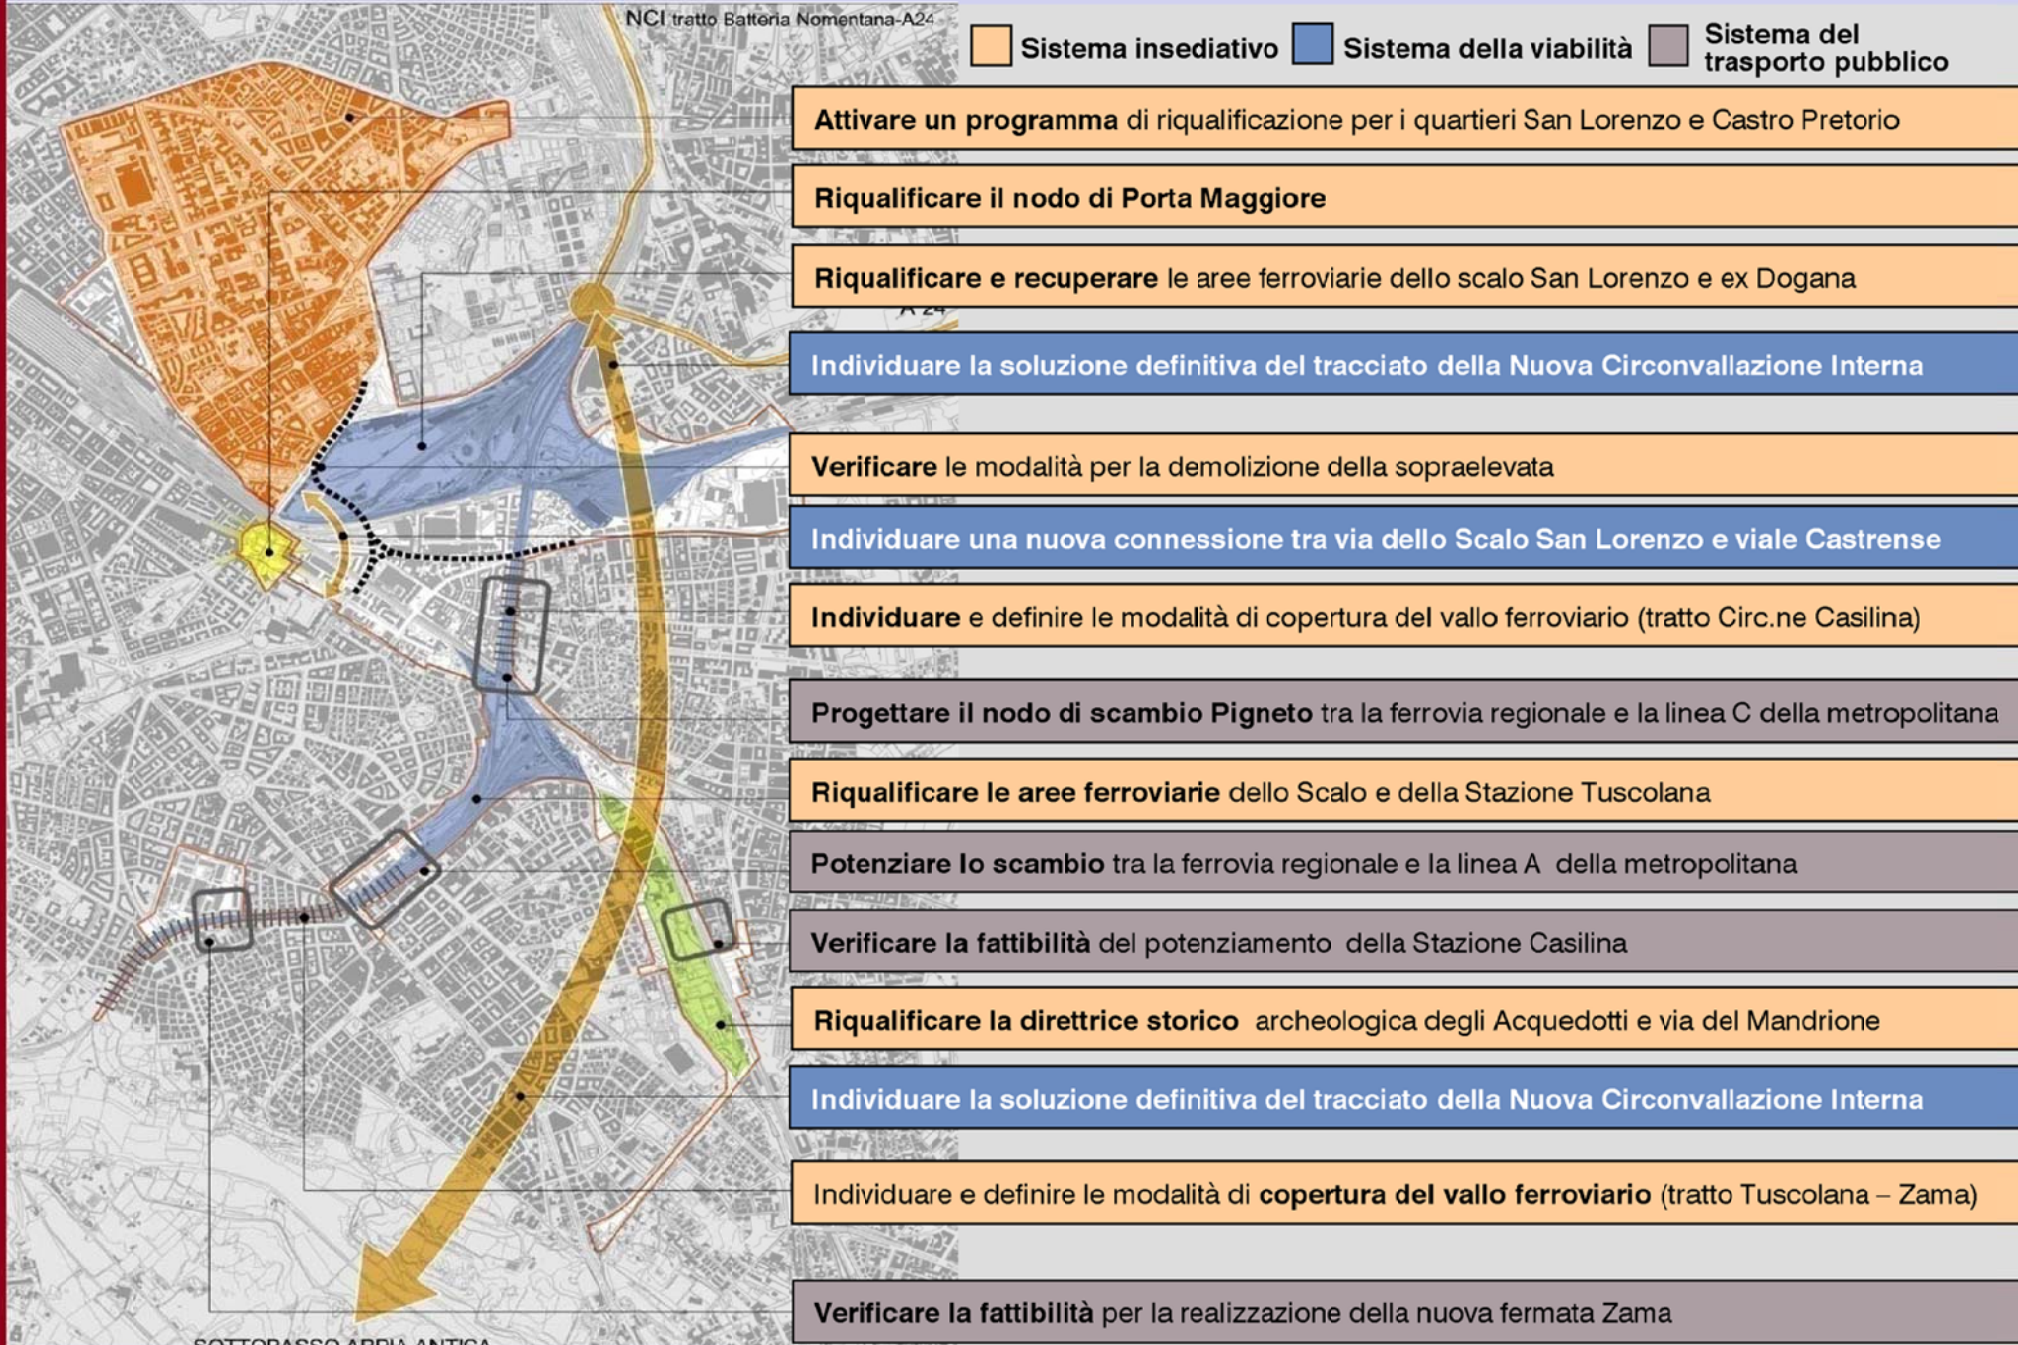 NCI tratto Batteria Nomentana-A24
Sistema insediativo
Sistema della viabilità
Sistema del
trasporto pubblico
Attivare un programma di riqualificazione per i quartieri San Lorenzo e Castro Pretorio
Riqualificare il nodo di Porta Maggiore
Riqualificare e recuperare le aree ferroviarie dello scalo San Lorenzo e ex Dogana
A 24
Individuare la soluzione definitiva del tracciato della Nuova Circonvallazione Interna
Verificare le modalità per la demolizione della sopraelevata
Individuare una nuova connessione tra via dello Scalo San Lorenzo e viale Castrense
Individuare e definire le modalità di copertura del vallo ferroviario (tratto Circ.ne Casilina)
Progettare il nodo di scambio Pigneto tra la ferrovia regionale e la linea C della metropolitana
Riqualificare le aree ferroviarie dello Scalo e della Stazione Tuscolana
Potenziare lo scambio tra la ferrovia regionale e la linea A della metropolitana
Verificare la fattibilità del potenziamento della Stazione Casilina
Riqualificare la direttrice storico archeologica degli Acquedotti e via del Mandrione
Individuare la soluzione definitiva del tracciato della Nuova Circonvallazione Interna
Individuare e definire le modalità di copertura del vallo ferroviario (tratto Tuscolana – Zama)
Verificare la fattibilità per la realizzazione della nuova fermata Zama
SOTTOPASSO APPIA ANTICA